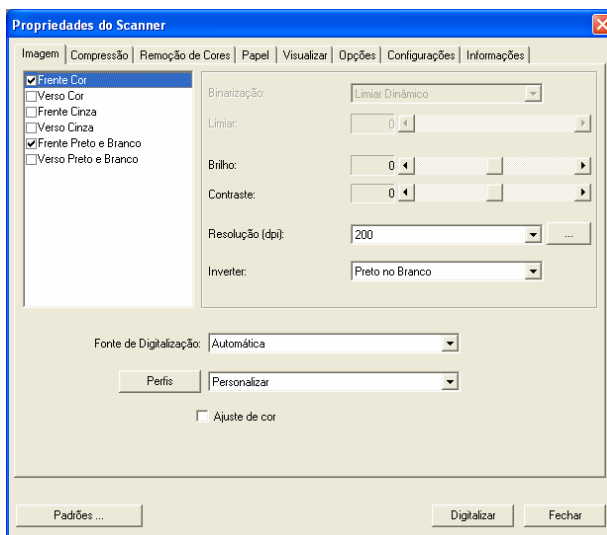 Propriedades do Scanner
Imagem Compressão Remoção de Cores Papel Visualizar Opções Configurações Informações
Frente Cor
Verso Cor
Frente Cinza
Verso Cinza
Frente Preto e Branco
Verso Preto e Branco
Binarização: Limiar Dinâmico
Limiar: 0
Brilho: 0
Contraste: 0
Resolução (dpi): 200 ...
Inverter: Preto no Branco
Fonte de Digitalização: Automática
Perfis Personalizar
Ajuste de cor
Padrões ... Digitalizar Fechar